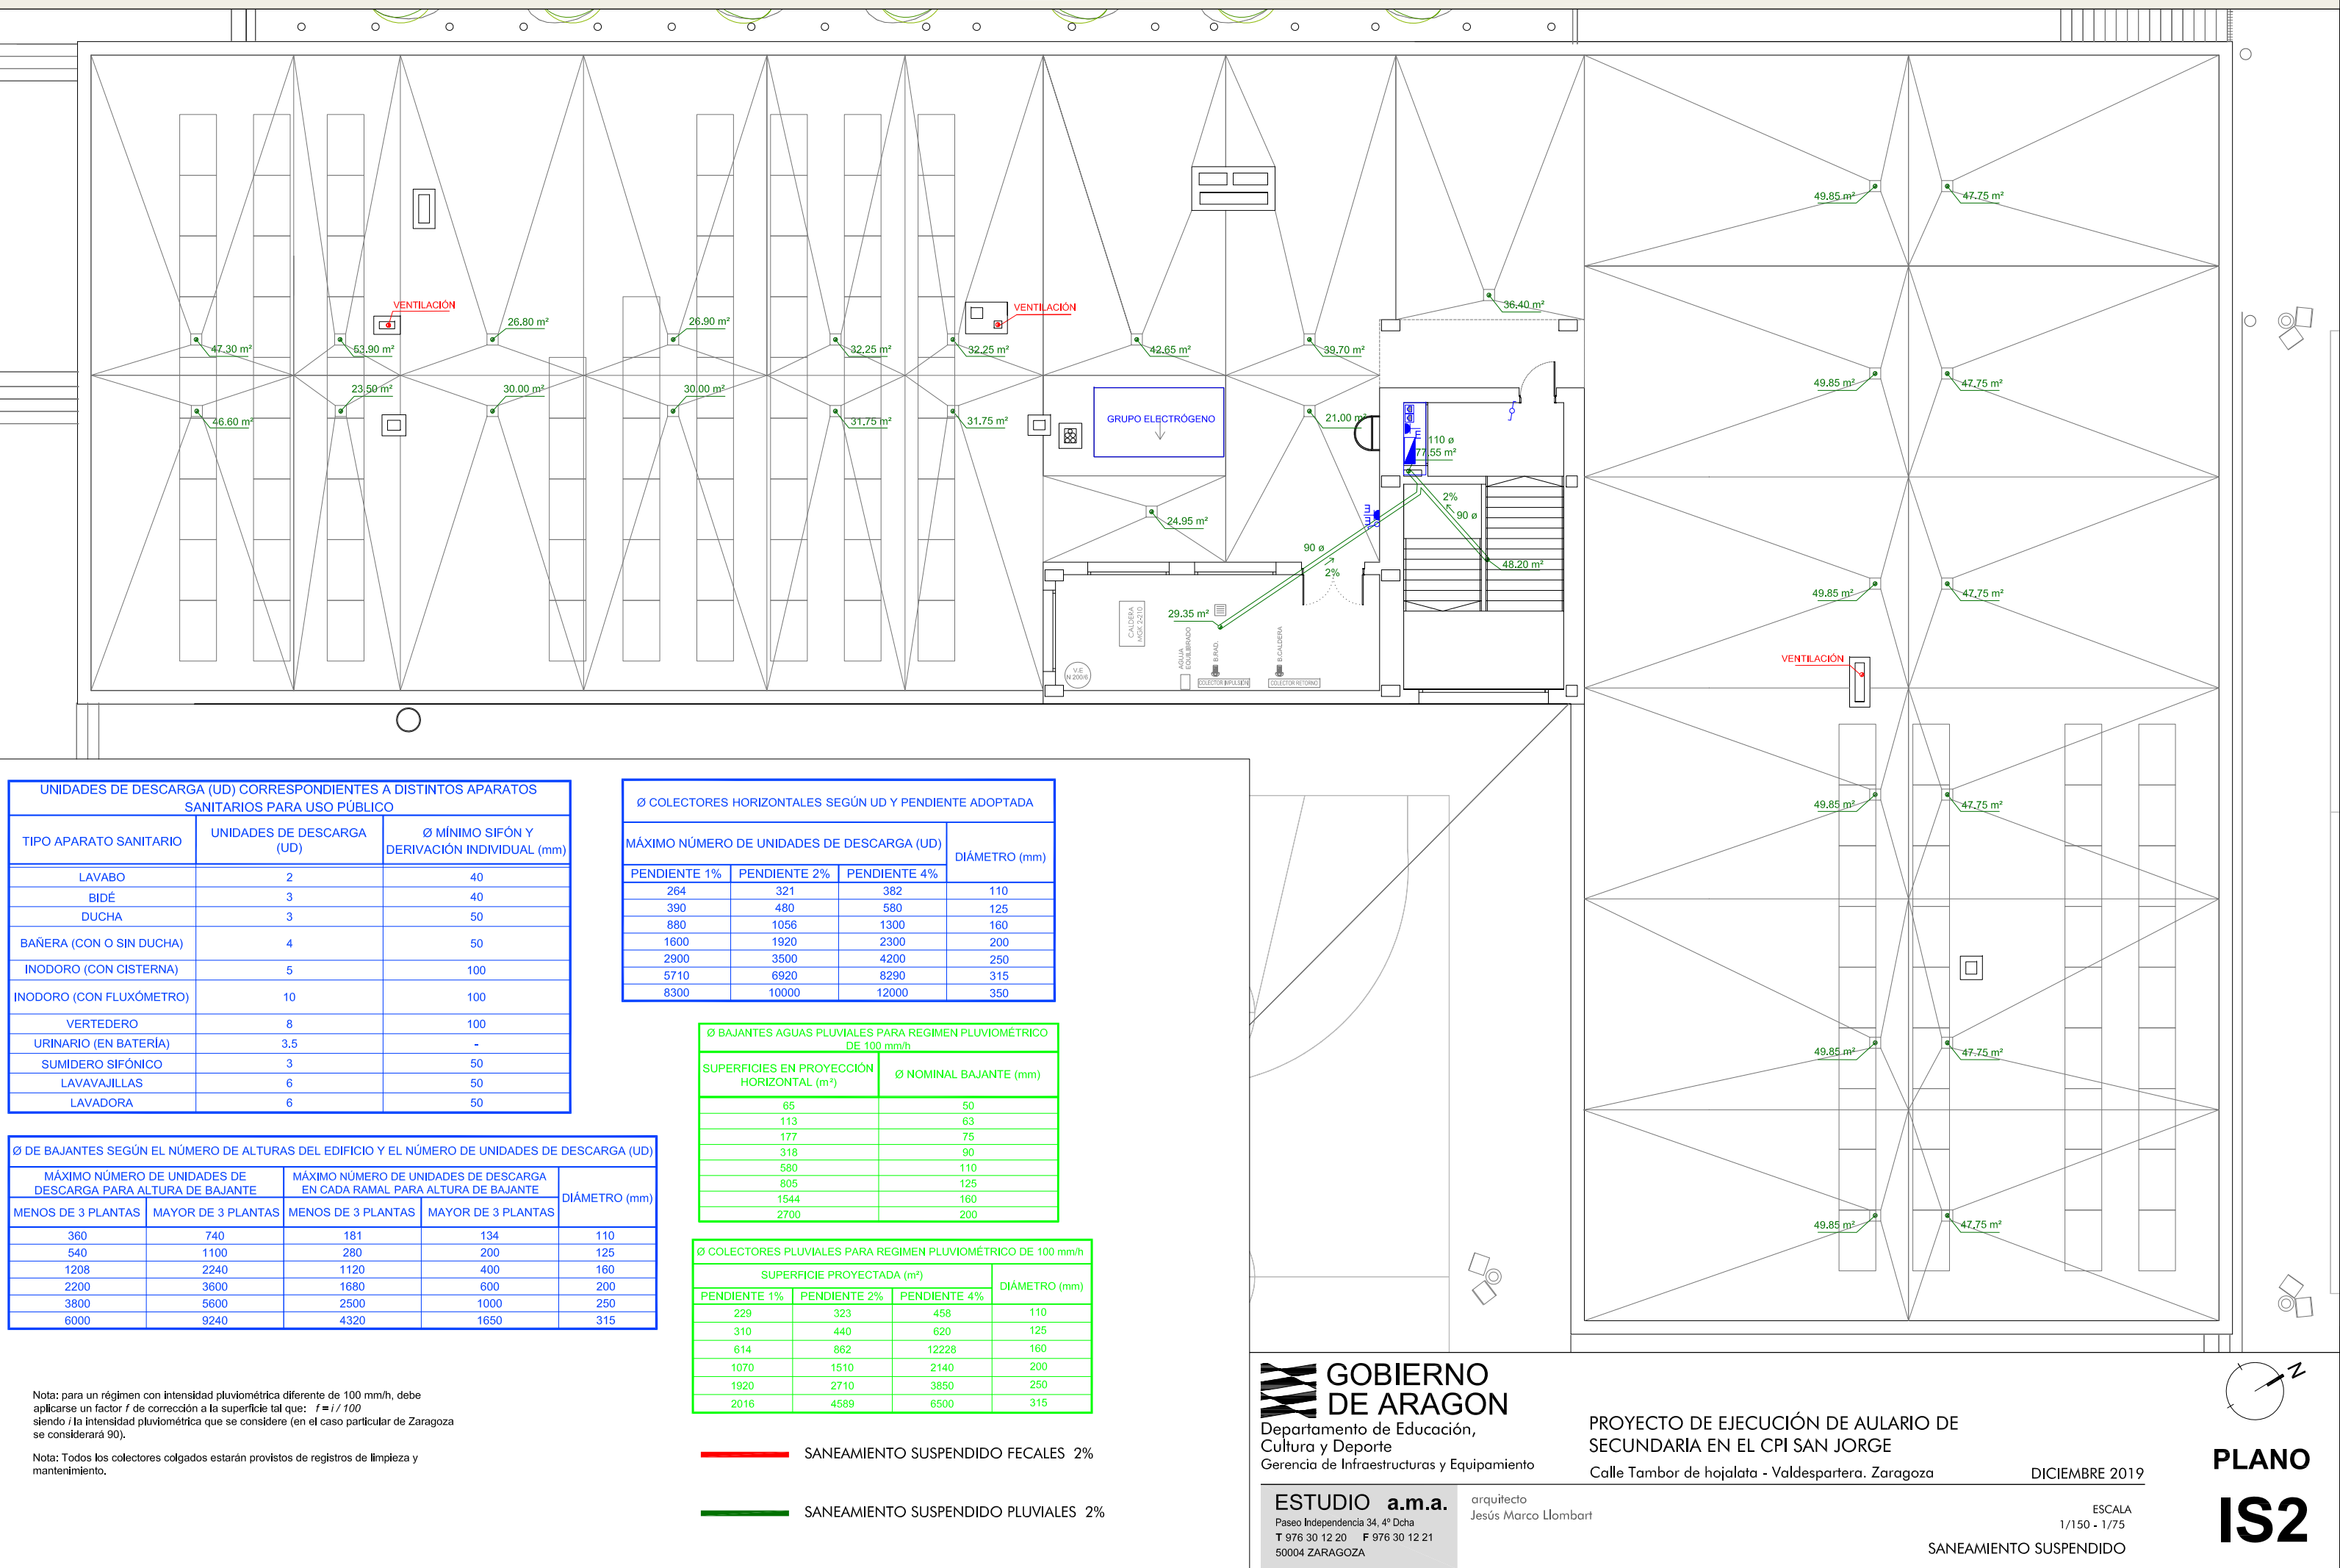 49.85 m²
47.75 m²
VENTILACIÓN
26.80 m²
26.90 m²
VENTILACIÓN
36.40 m²
47.30 m²
53.90 m²
32.25 m²
32.25 m²
42.65 m²
39.70 m²
49.85 m²
47.75 m²
23.50 m²
30.00 m²
30.00 m²
46.60 m²
31.75 m²
31.75 m²
GRUPO ELECTRÓGENO
21.00 m²
110 ø
77.55 m²
2%
90 ø
24.95 m²
90 ø
2%
48.20 m²
29.35 m²
49.85 m²
47.75 m²
CALDERA
MGK 2-210
AGUJA
EQUILIBRADO
B.RAD.
B.CALDERA
V.E
N 200/6
COLECTOR IMPULSIÓN
COLECTOR RETORNO
VENTILACIÓN
49.85 m²
47.75 m²
49.85 m²
47.75 m²
49.85 m²
47.75 m²
UNIDADES DE DESCARGA (UD) CORRESPONDIENTES A DISTINTOS APARATOS
SANITARIOS PARA USO PÚBLICO
TIPO APARATO SANITARIO
UNIDADES DE DESCARGA
(UD)
Ø MÍNIMO SIFÓN Y
DERIVACIÓN INDIVIDUAL (mm)
LAVABO 2 40
BIDÉ 3 40
DUCHA 3 50
BAÑERA (CON O SIN DUCHA) 4 50
INODORO (CON CISTERNA) 5 100
INODORO (CON FLUXÓMETRO) 10 100
VERTEDERO 8 100
URINARIO (EN BATERÍA) 3.5 -
SUMIDERO SIFÓNICO 3 50
LAVAVAJILLAS 6 50
LAVADORA 6 50
Ø COLECTORES HORIZONTALES SEGÚN UD Y PENDIENTE ADOPTADA
MÁXIMO NÚMERO DE UNIDADES DE DESCARGA (UD)
DIÁMETRO (mm)
PENDIENTE 1% PENDIENTE 2% PENDIENTE 4%
264 321 382 110
390 480 580 125
880 1056 1300 160
1600 1920 2300 200
2900 3500 4200 250
5710 6920 8290 315
8300 10000 12000 350
Ø BAJANTES AGUAS PLUVIALES PARA REGIMEN PLUVIOMÉTRICO
DE 100 mm/h
SUPERFICIES EN PROYECCIÓN
HORIZONTAL (m²)
Ø NOMINAL BAJANTE (mm)
65 50
113 63
177 75
318 90
580 110
805 125
1544 160
2700 200
Ø DE BAJANTES SEGÚN EL NÚMERO DE ALTURAS DEL EDIFICIO Y EL NÚMERO DE UNIDADES DE DESCARGA (UD)
MÁXIMO NÚMERO DE UNIDADES DE
DESCARGA PARA ALTURA DE BAJANTE
MÁXIMO NÚMERO DE UNIDADES DE DESCARGA
EN CADA RAMAL PARA ALTURA DE BAJANTE
DIÁMETRO (mm)
MENOS DE 3 PLANTAS MAYOR DE 3 PLANTAS MENOS DE 3 PLANTAS MAYOR DE 3 PLANTAS
360 740 181 134 110
540 1100 280 200 125
1208 2240 1120 400 160
2200 3600 1680 600 200
3800 5600 2500 1000 250
6000 9240 4320 1650 315
Ø COLECTORES PLUVIALES PARA REGIMEN PLUVIOMÉTRICO DE 100 mm/h
SUPERFICIE PROYECTADA (m²)
DIÁMETRO (mm)
PENDIENTE 1% PENDIENTE 2% PENDIENTE 4%
229 323 458 110
310 440 620 125
614 862 12228 160
1070 1510 2140 200
1920 2710 3850 250
2016 4589 6500 315
Nota: para un régimen con intensidad pluviométrica diferente de 100 mm/h, debe
aplicarse un factor f de corrección a la superficie tal que: f = i / 100
siendo i la intensidad pluviométrica que se considere (en el caso particular de Zaragoza
se considerará 90).
Nota: Todos los colectores colgados estarán provistos de registros de limpieza y
mantenimiento.
SANEAMIENTO SUSPENDIDO FECALES 2%
SANEAMIENTO SUSPENDIDO PLUVIALES 2%
GOBIERNO
DE ARAGON
Departamento de Educación,
Cultura y Deporte
Gerencia de Infraestructuras y Equipamiento
ESTUDIO a.m.a.
Paseo Independencia 34, 4º Dcha
T 976 30 12 20 F 976 30 12 21
50004 ZARAGOZA
arquitecto
Jesús Marco Llombart
PROYECTO DE EJECUCIÓN DE AULARIO DE
SECUNDARIA EN EL CPI SAN JORGE
Calle Tambor de hojalata - Valdespartera. Zaragoza
DICIEMBRE 2019
ESCALA
1/150 - 1/75
SANEAMIENTO SUSPENDIDO
N
PLANO
IS2